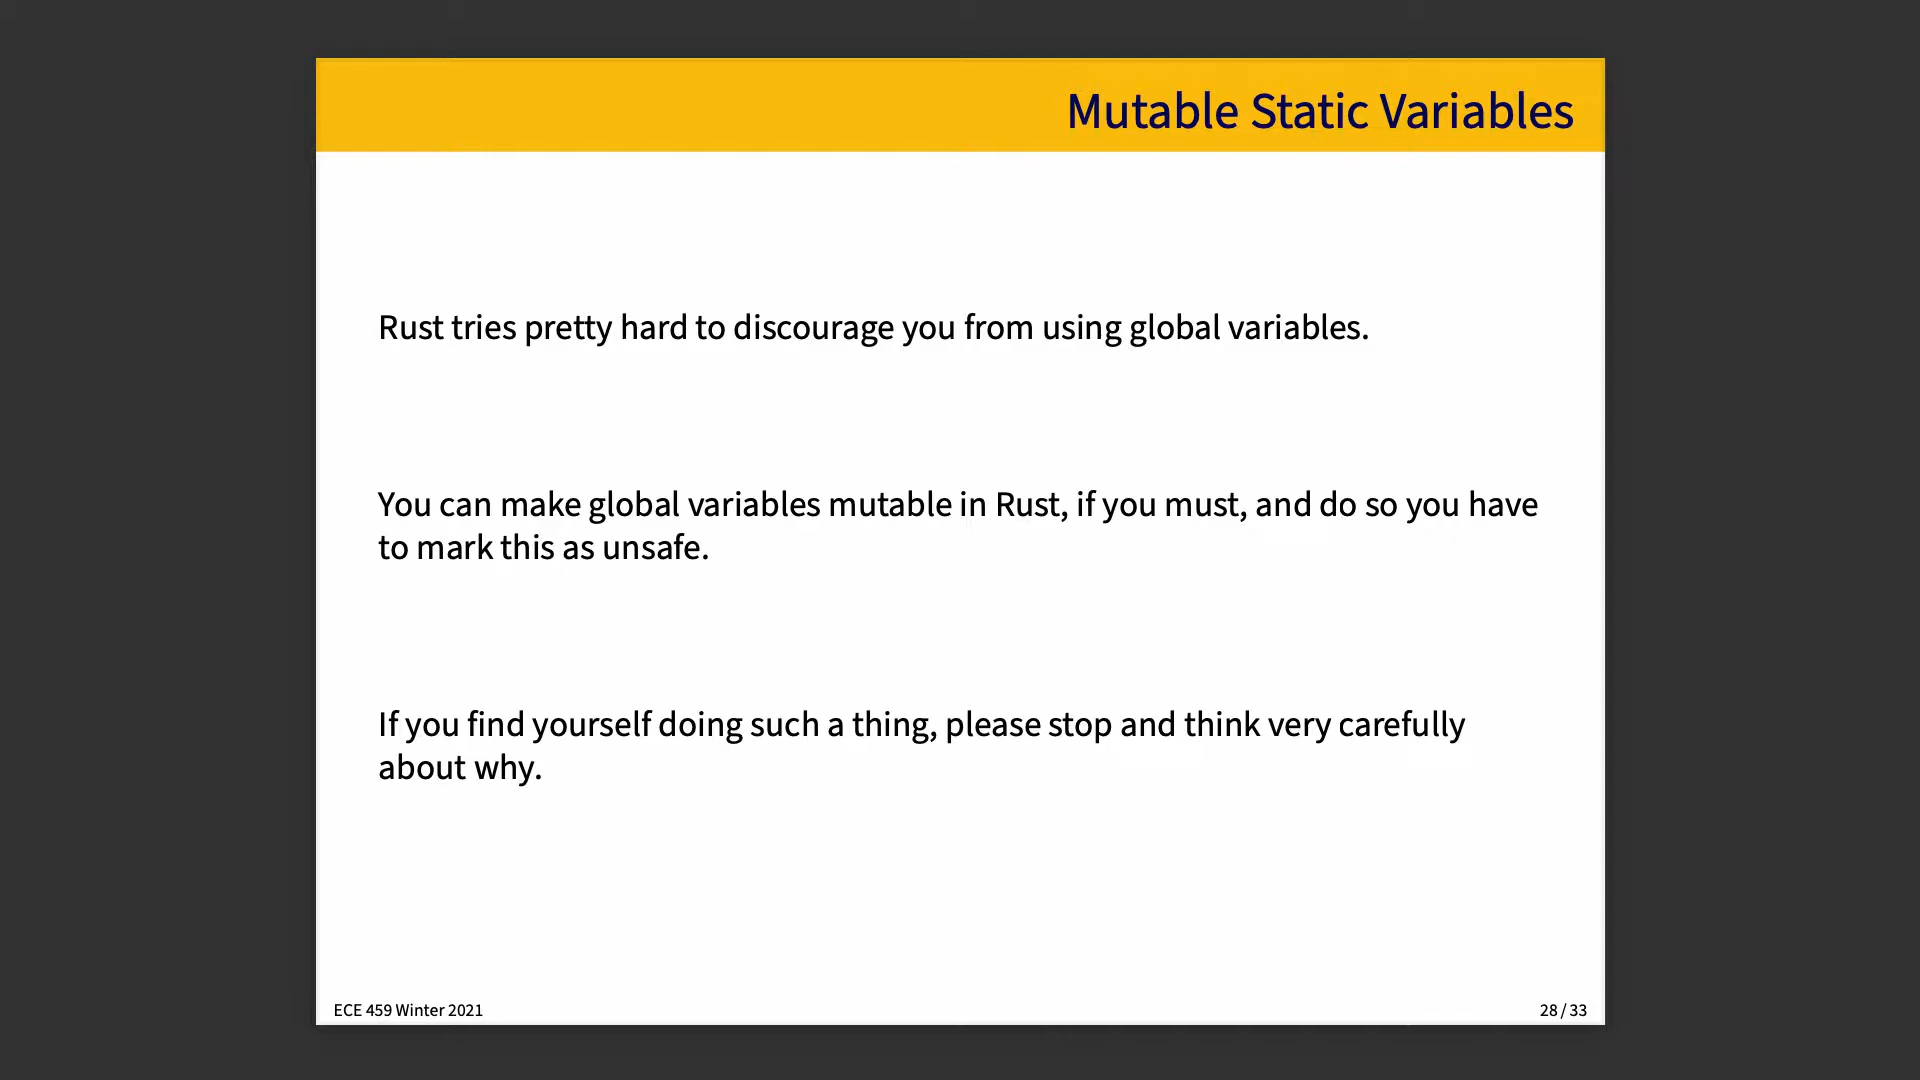 Mutable Static Variables
Rust tries pretty hard to discourage you from using global variables.
You can make global variables mutable in Rust, if you must, and do so you have
to mark this as unsafe.
If you find yourself doing such a thing, please stop and think very carefully
about why.
ECE 459 Winter 2021
28 / 33